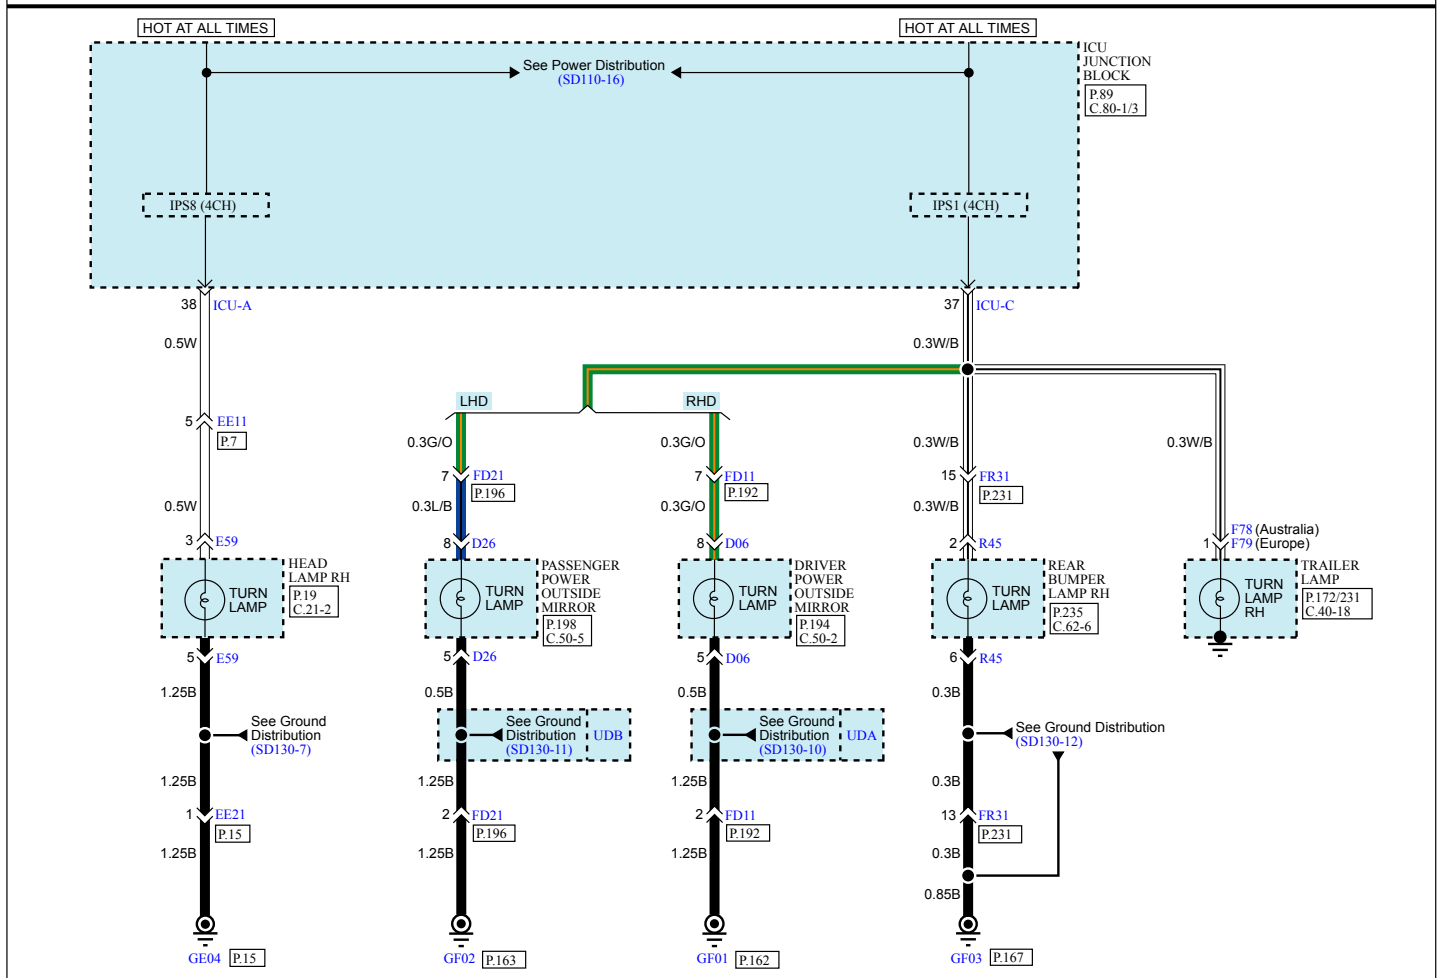 HOT AT ALL TIMES
HOT AT ALL TIMES
ICU
JUNCTION
BLOCK
P.89
C.80-1/3
See Power Distribution
(SD110-16)
IPS8 (4CH)
IPS1 (4CH)
38 ICU-A
37 ICU-C
0.5W
0.3W/B
LHD
RHD
5 EE11
P.7
0.3G/O
0.3G/O
0.3W/B
0.3W/B
7 FD21
P.196
7 FD11
P.192
15 FR31
P.231
0.5W
0.3L/B
0.3G/O
0.3W/B
3 E59
8 D26
8 D06
2 R45
1 F78 (Australia)
F79 (Europe)
TURN
LAMP
HEAD
LAMP RH
P.19
C.21-2
TURN
LAMP
PASSENGER
POWER
OUTSIDE
MIRROR
P.198
C.50-5
TURN
LAMP
DRIVER
POWER
OUTSIDE
MIRROR
P.194
C.50-2
TURN
LAMP
REAR
BUMPER
LAMP RH
P.235
C.62-6
TURN
LAMP
RH
TRAILER
LAMP
P.172/231
C.40-18
5 E59
5 D26
5 D06
6 R45
1.25B
0.5B
0.5B
0.3B
See Ground
Distribution
(SD130-7)
See Ground
Distribution
(SD130-11)
UDB
See Ground
Distribution
(SD130-10)
UDA
See Ground Distribution
(SD130-12)
1.25B
1.25B
1.25B
0.3B
1 EE21
P.15
2 FD21
P.196
2 FD11
P.192
13 FR31
P.231
1.25B
1.25B
1.25B
0.3B
0.85B
GE04 P.15
GF02 P.163
GF01 P.162
GF03 P.167